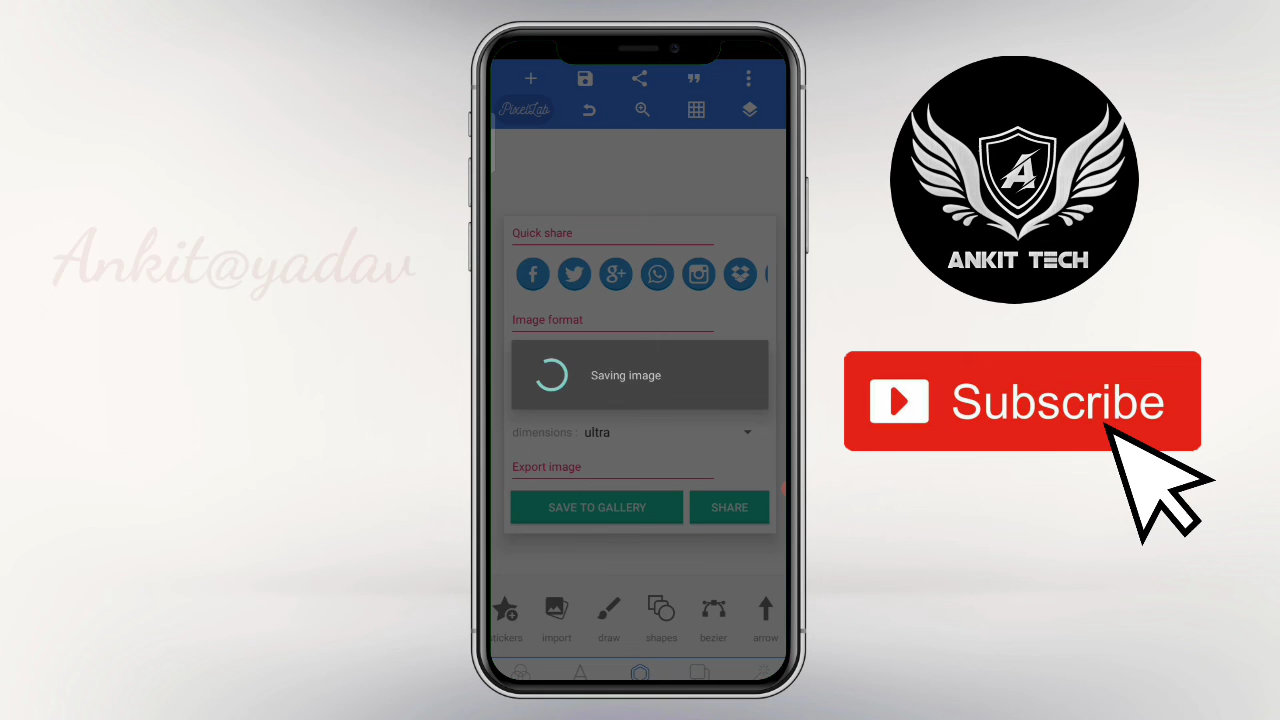 PixelsLab
Quick share
Image format
Saving image
dimensions : ultra
Export image
SAVE TO GALLERY
SHARE
stickers
import
draw
shapes
bezier
arrow
Ankit@yadav
A
ANKIT TECH
Subscribe